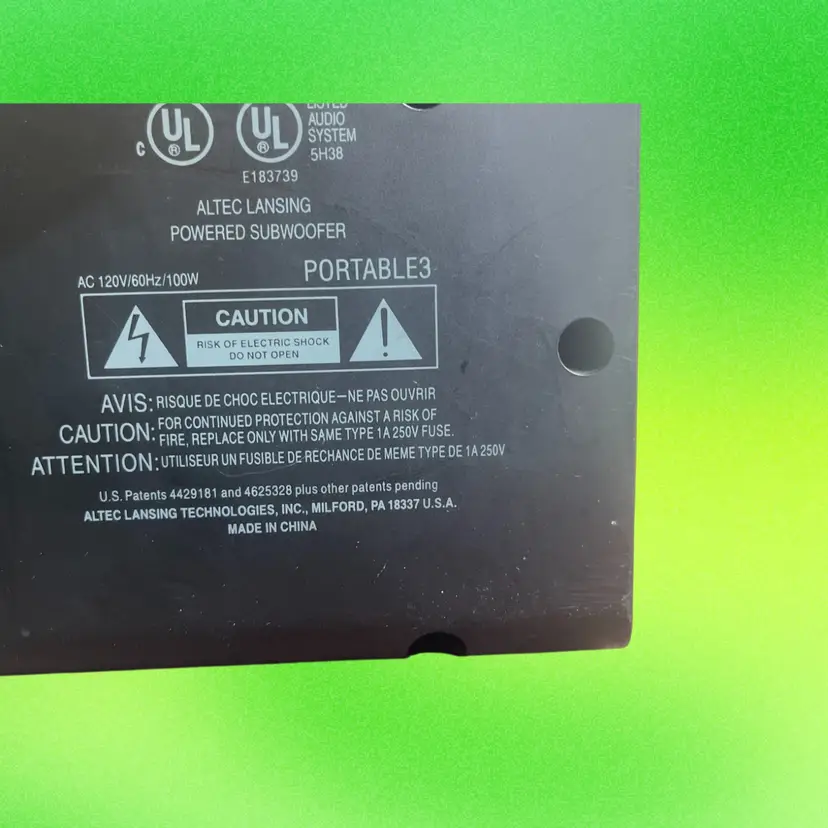 C UL ® UL ® LISTED
AUDIO
SYSTEM
5H38
E183739
ALTEC LANSING
POWERED SUBWOOFER
AC 120V/60Hz/100W PORTABLE3
CAUTION
RISK OF ELECTRIC SHOCK
DO NOT OPEN
AVIS: RISQUE DE CHOC ELECTRIQUE—NE PAS OUVRIR
CAUTION: FOR CONTINUED PROTECTION AGAINST A RISK OF
FIRE, REPLACE ONLY WITH SAME TYPE 1A 250V FUSE.
ATTENTION: UTILISEUR UN FUSIBLE DE RECHANCE DE MEME TYPE DE 1A 250V
U.S. Patents 4429181 and 4625328 plus other patents pending
ALTEC LANSING TECHNOLOGIES, INC., MILFORD, PA 18337 U.S.A.
MADE IN CHINA